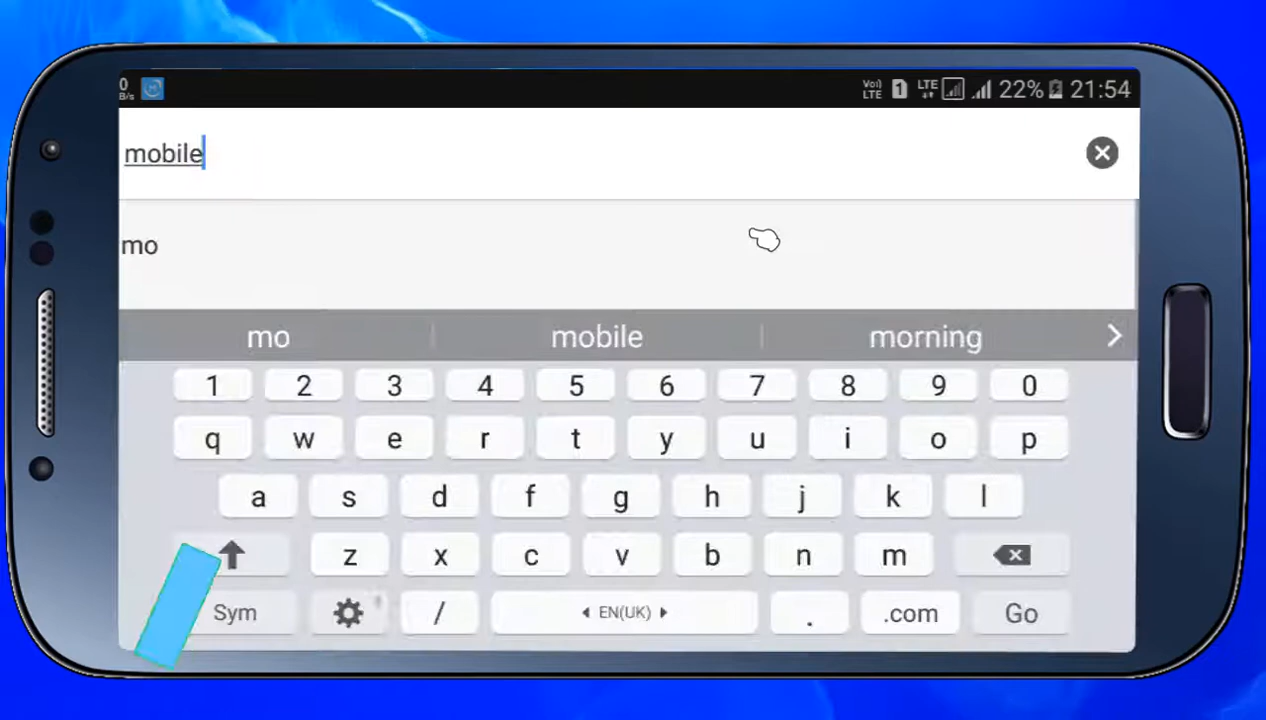 0
B/s
Vo))
LTE 1 LTE 22% 21:54
mobile
mo
mo mobile morning
1 2 3 4 5 6 7 8 9 0
q w e r t y u i o p
a s d f g h j k l
z x c v b n m
Sym / EN(UK) . .com Go